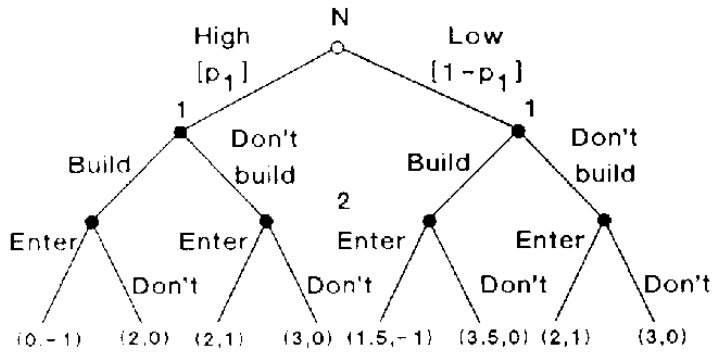 N
High Low
[p1] [1-p1]
1 1
Don't Don't
Build build Build build
2
Enter Enter Enter Enter
Don't Don't Don't Don't
(0,-1) (2,0) (2,1) (3,0) (1.5,-1) (3.5,0) (2,1) (3,0)